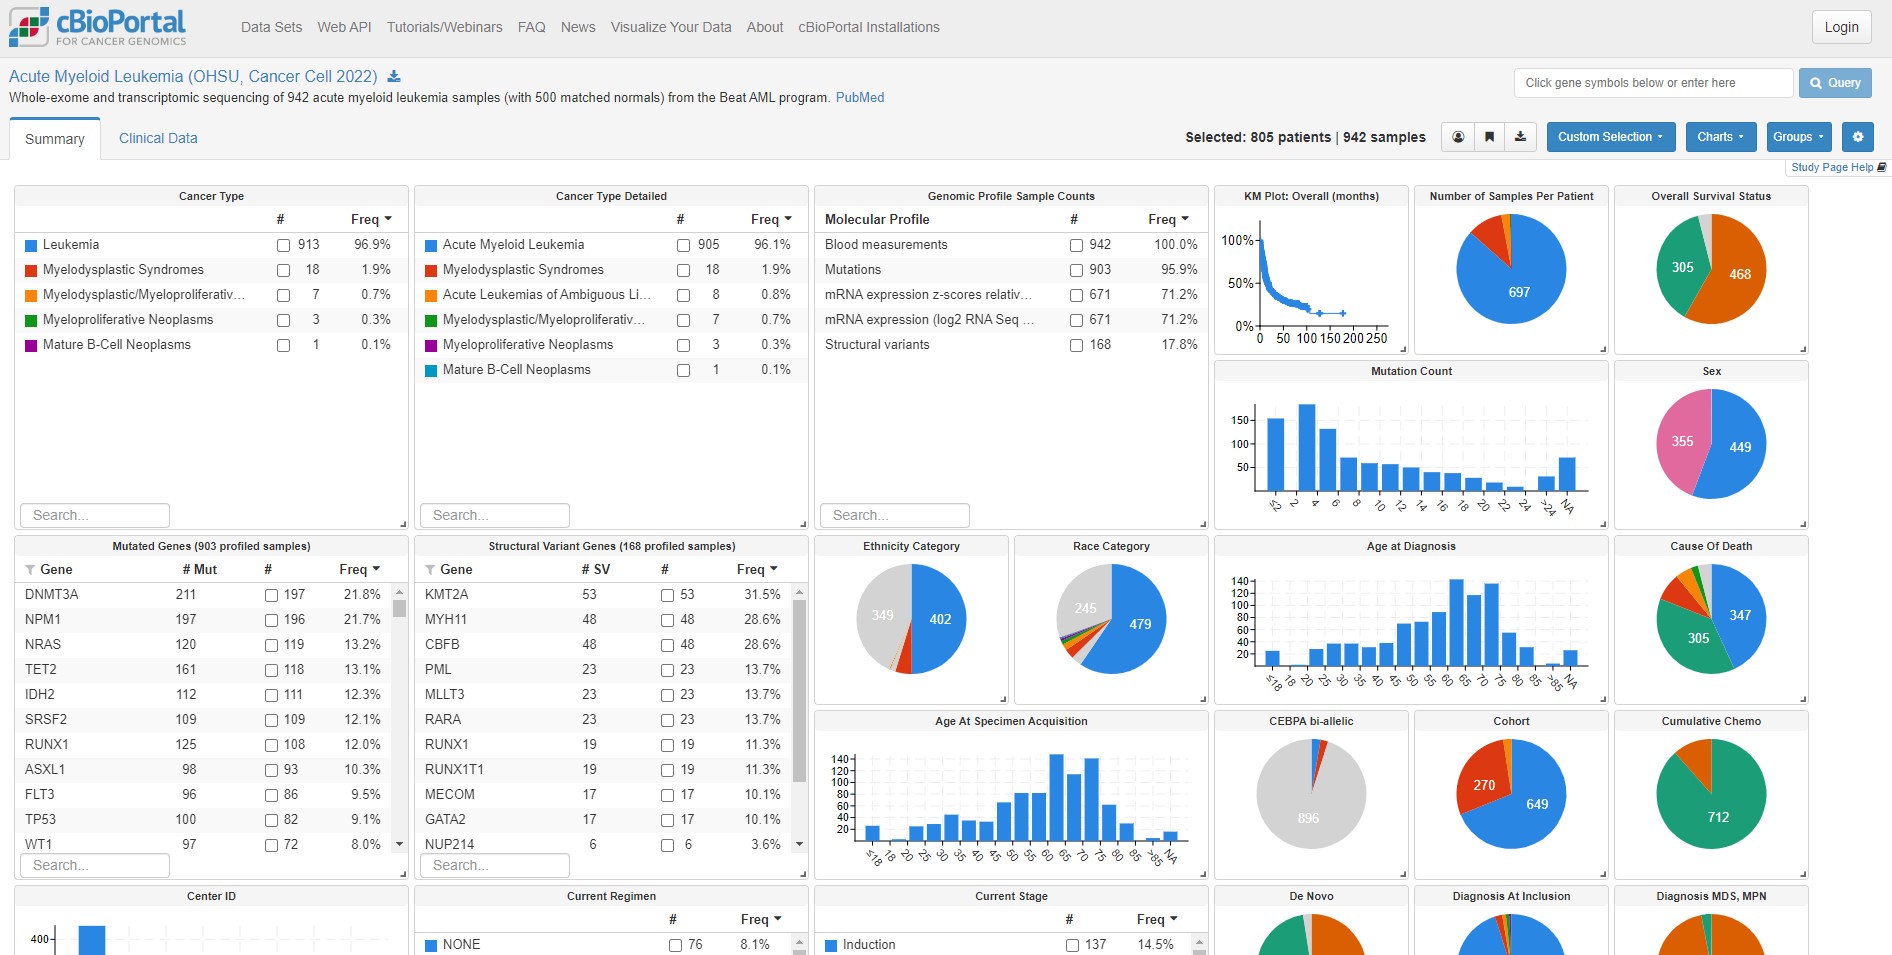 cBioPortal
FOR CANCER GENOMICS
Data Sets Web API Tutorials/Webinars FAQ News Visualize Your Data About cBioPortal Installations
Login
Acute Myeloid Leukemia (OHSU, Cancer Cell 2022)
Whole-exome and transcriptomic sequencing of 942 acute myeloid leukemia samples (with 500 matched normals) from the Beat AML program. PubMed
Click gene symbols below or enter here
Query
Summary
Clinical Data
Selected: 805 patients | 942 samples
Custom Selection
Charts
Groups
Study Page Help
Cancer Type
# Freq
Leukemia 913 96.9%
Myelodysplastic Syndromes 18 1.9%
Myelodysplastic/Myeloproliferativ... 7 0.7%
Myeloproliferative Neoplasms 3 0.3%
Mature B-Cell Neoplasms 1 0.1%
Search...
Cancer Type Detailed
# Freq
Acute Myeloid Leukemia 905 96.1%
Myelodysplastic Syndromes 18 1.9%
Acute Leukemias of Ambiguous Li... 8 0.8%
Myelodysplastic/Myeloproliferativ... 7 0.7%
Myeloproliferative Neoplasms 3 0.3%
Mature B-Cell Neoplasms 1 0.1%
Search...
Genomic Profile Sample Counts
Molecular Profile # Freq
Blood measurements 942 100.0%
Mutations 903 95.9%
mRNA expression z-scores relativ... 671 71.2%
mRNA expression (log2 RNA Seq ... 671 71.2%
Structural variants 168 17.8%
Search...
KM Plot: Overall (months)
100%
50%
0%
0 50 100 150 200 250
Number of Samples Per Patient
697
Overall Survival Status
305 468
Mutation Count
150
100
50
≤2 2 4 6 8 10 12 14 16 18 20 22 24 >24 NA
Sex
355 449
Mutated Genes (903 profiled samples)
Gene # Mut # Freq
DNMT3A 211 197 21.8%
NPM1 197 196 21.7%
NRAS 120 119 13.2%
TET2 161 118 13.1%
IDH2 112 111 12.3%
SRSF2 109 109 12.1%
RUNX1 125 108 12.0%
ASXL1 98 93 10.3%
FLT3 96 86 9.5%
TP53 100 82 9.1%
WT1 97 72 8.0%
Search...
Structural Variant Genes (168 profiled samples)
Gene # SV # Freq
KMT2A 53 53 31.5%
MYH11 48 48 28.6%
CBFB 48 48 28.6%
PML 23 23 13.7%
MLLT3 23 23 13.7%
RARA 23 23 13.7%
RUNX1 19 19 11.3%
RUNX1T1 19 19 11.3%
MECOM 17 17 10.1%
GATA2 17 17 10.1%
NUP214 6 6 3.6%
Search...
Ethnicity Category
349 402
Race Category
245 479
Age at Diagnosis
140
120
100
80
60
40
20
≤18 18 20 25 30 35 40 45 50 55 60 65 70 75 80 85 >85 NA
Cause Of Death
347
305
Age At Specimen Acquisition
140
120
100
80
60
40
20
≤18 18 20 25 30 35 40 45 50 55 60 65 70 75 80 85 >85 NA
CEBPA bi-allelic
896
Cohort
270 649
Cumulative Chemo
712
Center ID
400
Current Regimen
# Freq
NONE 76 8.1%
Current Stage
# Freq
Induction 137 14.5%
De Novo
Diagnosis At Inclusion
Diagnosis MDS, MPN